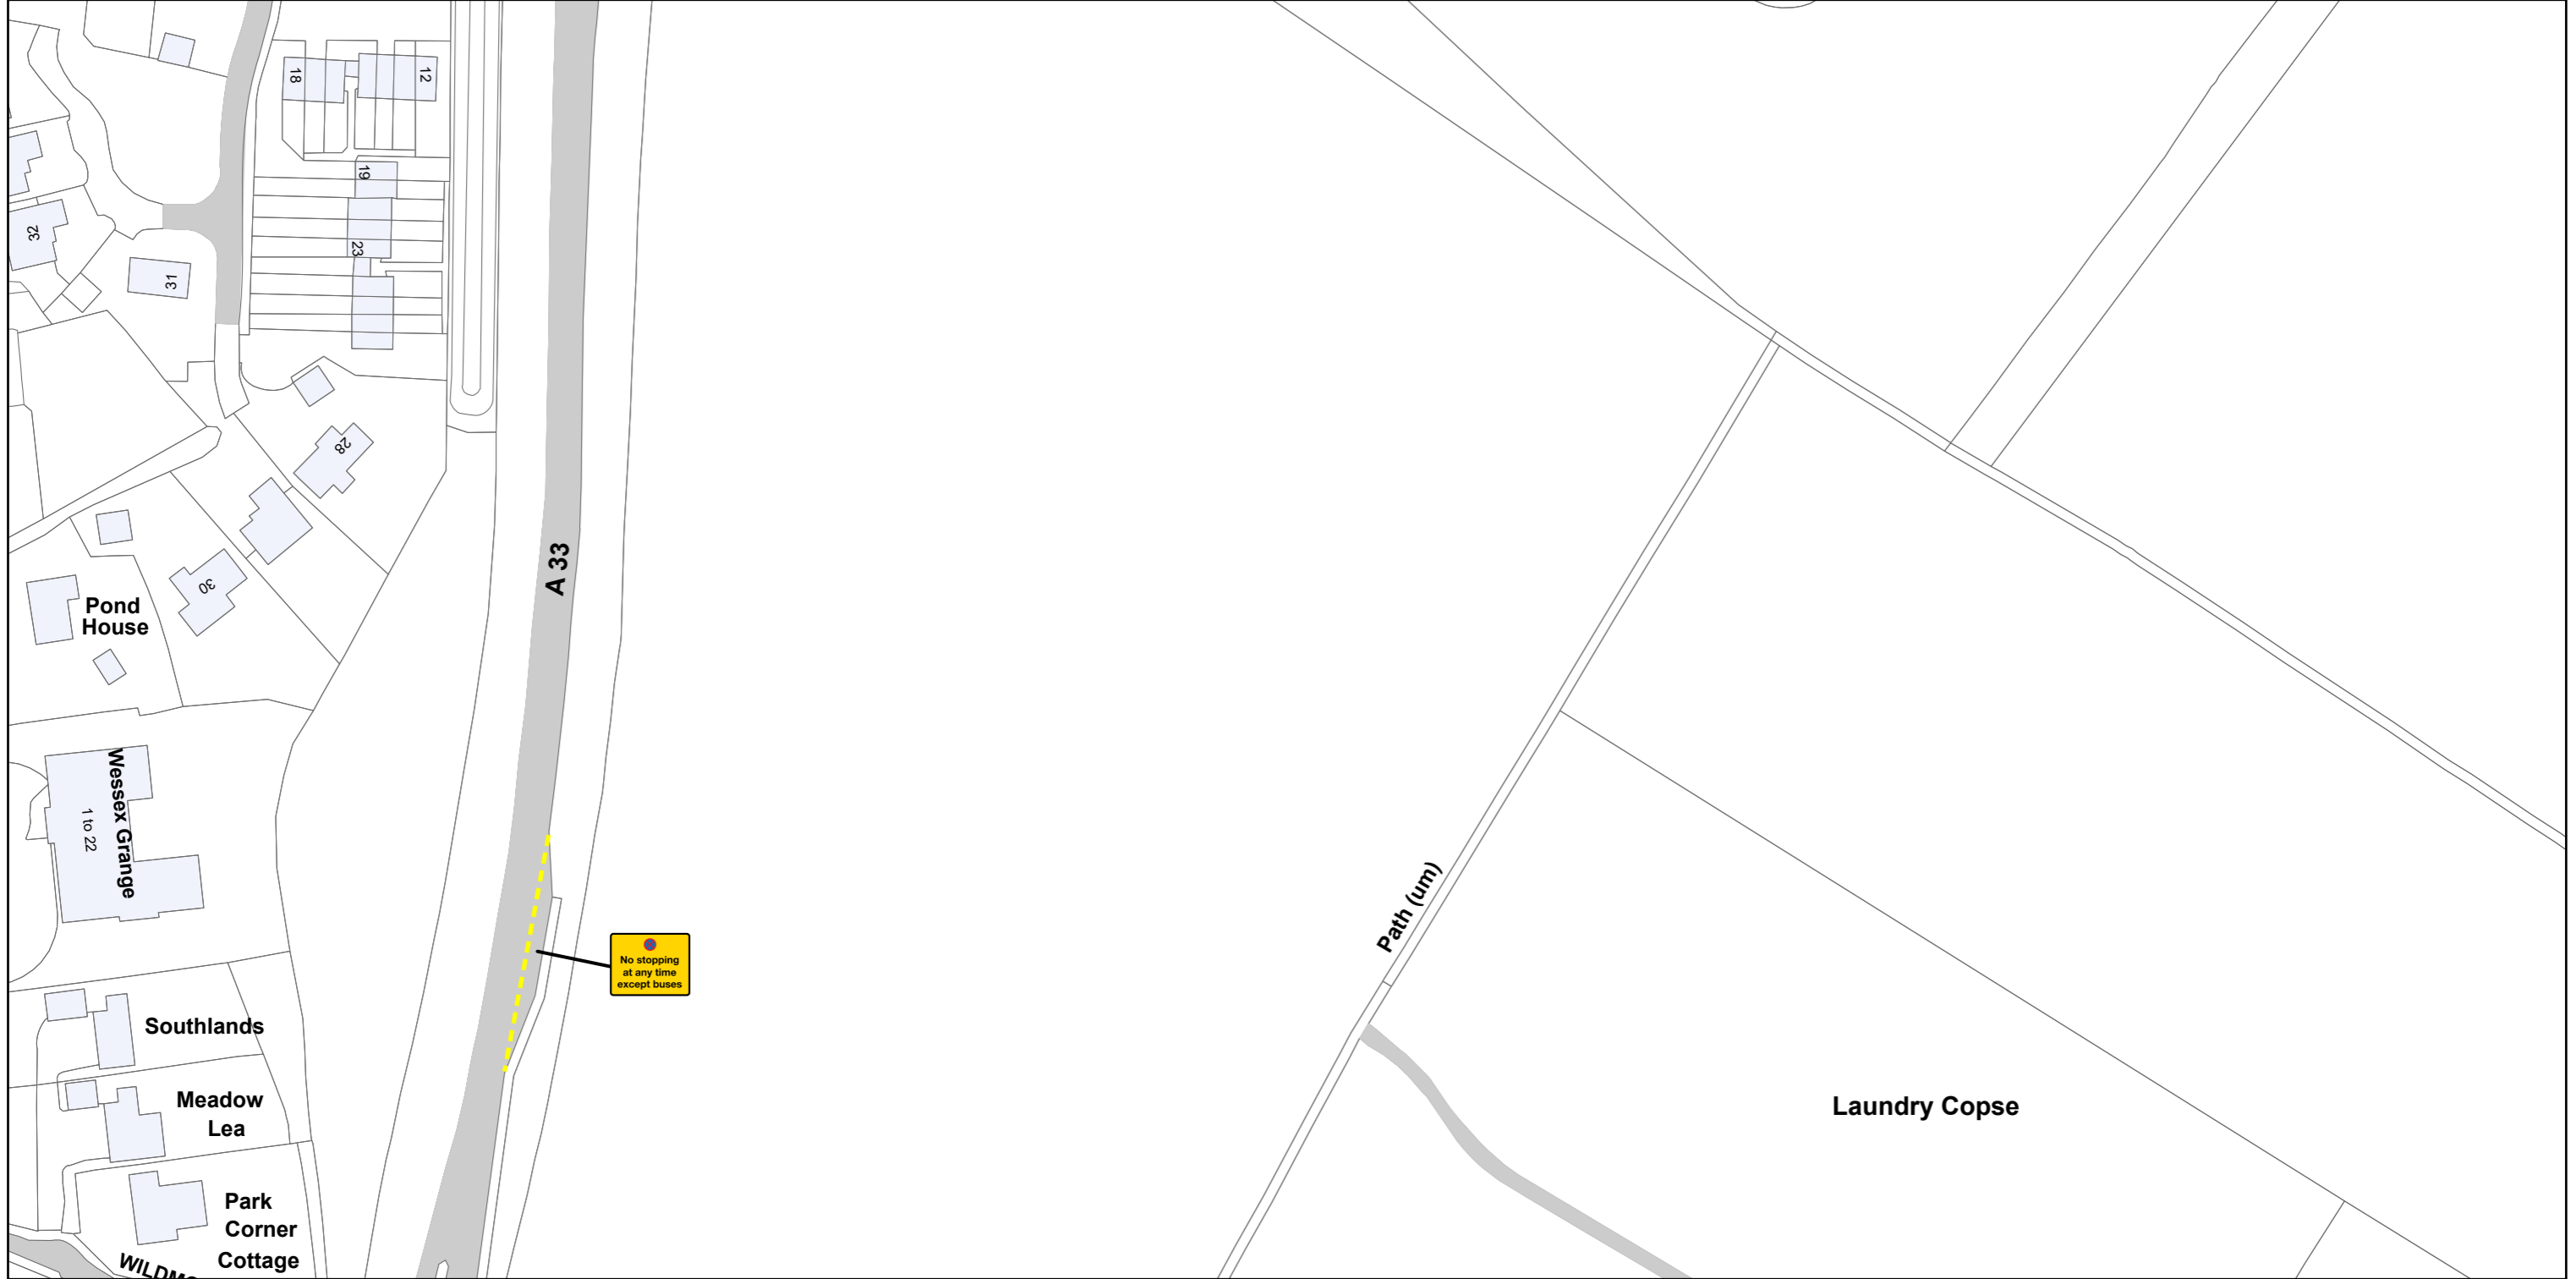 18
12
19
32
23
31
28
A 33
30
Pond
House
Wessex Grange
1 to 22
Path (um)
No stopping
at any time
except buses
Southlands
Meadow
Lea
Laundry Copse
Park
Corner
Cottage